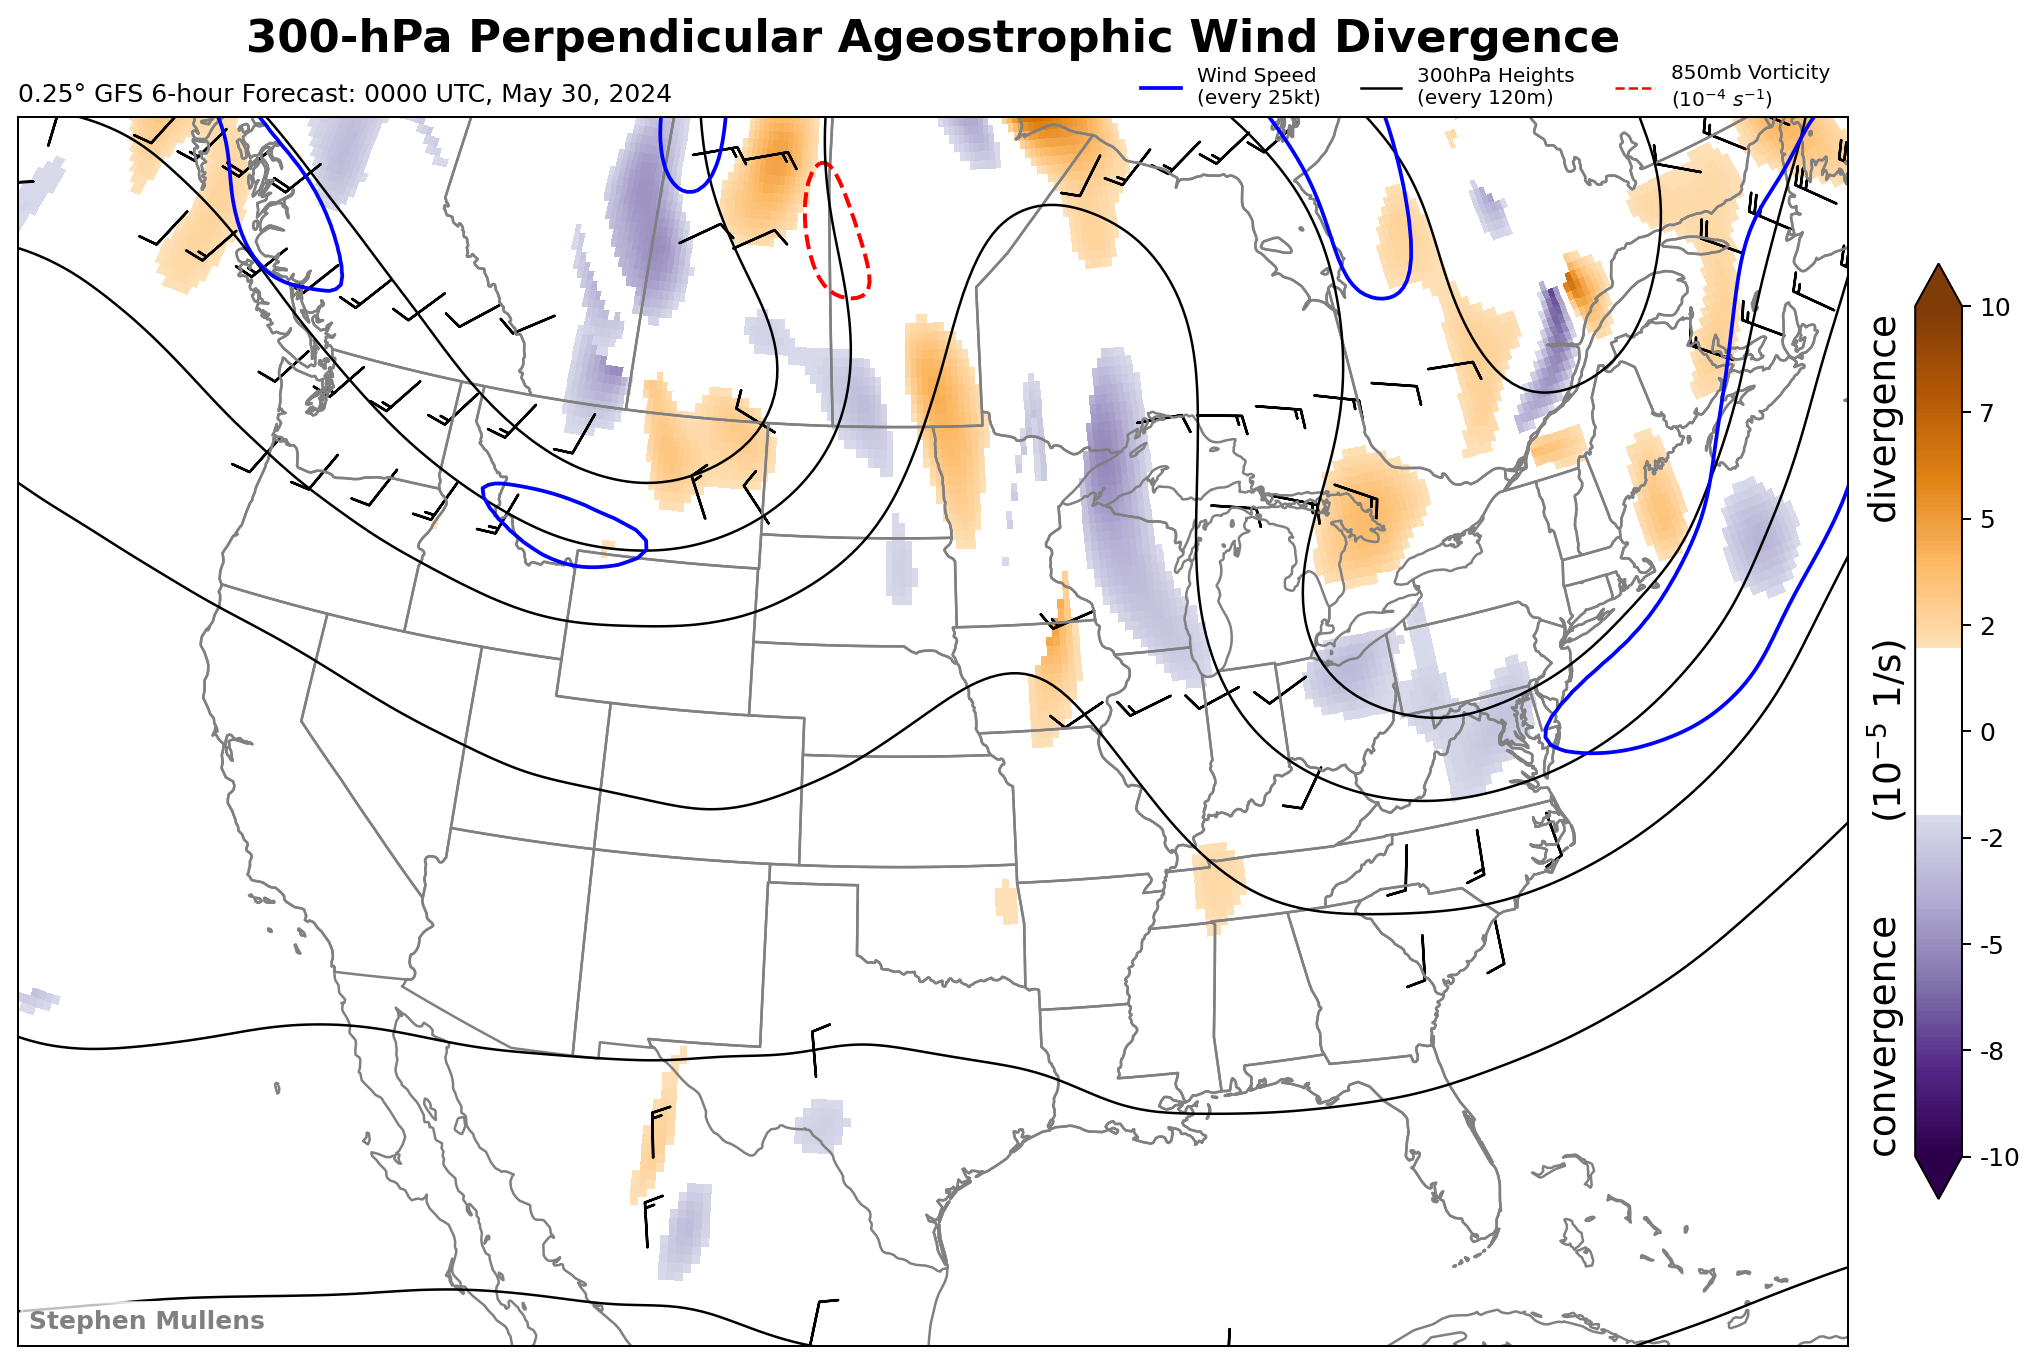 300-hPa Perpendicular Ageostrophic Wind Divergence
0.25° GFS 6-hour Forecast: 0000 UTC, May 30, 2024
Wind Speed
(every 25kt)
300hPa Heights
(every 120m)
850mb Vorticity
(10⁻⁴ s⁻¹)
10
7
5
2
0
-2
-5
-8
-10
convergence (10⁻⁵ 1/s) divergence
Stephen Mullens